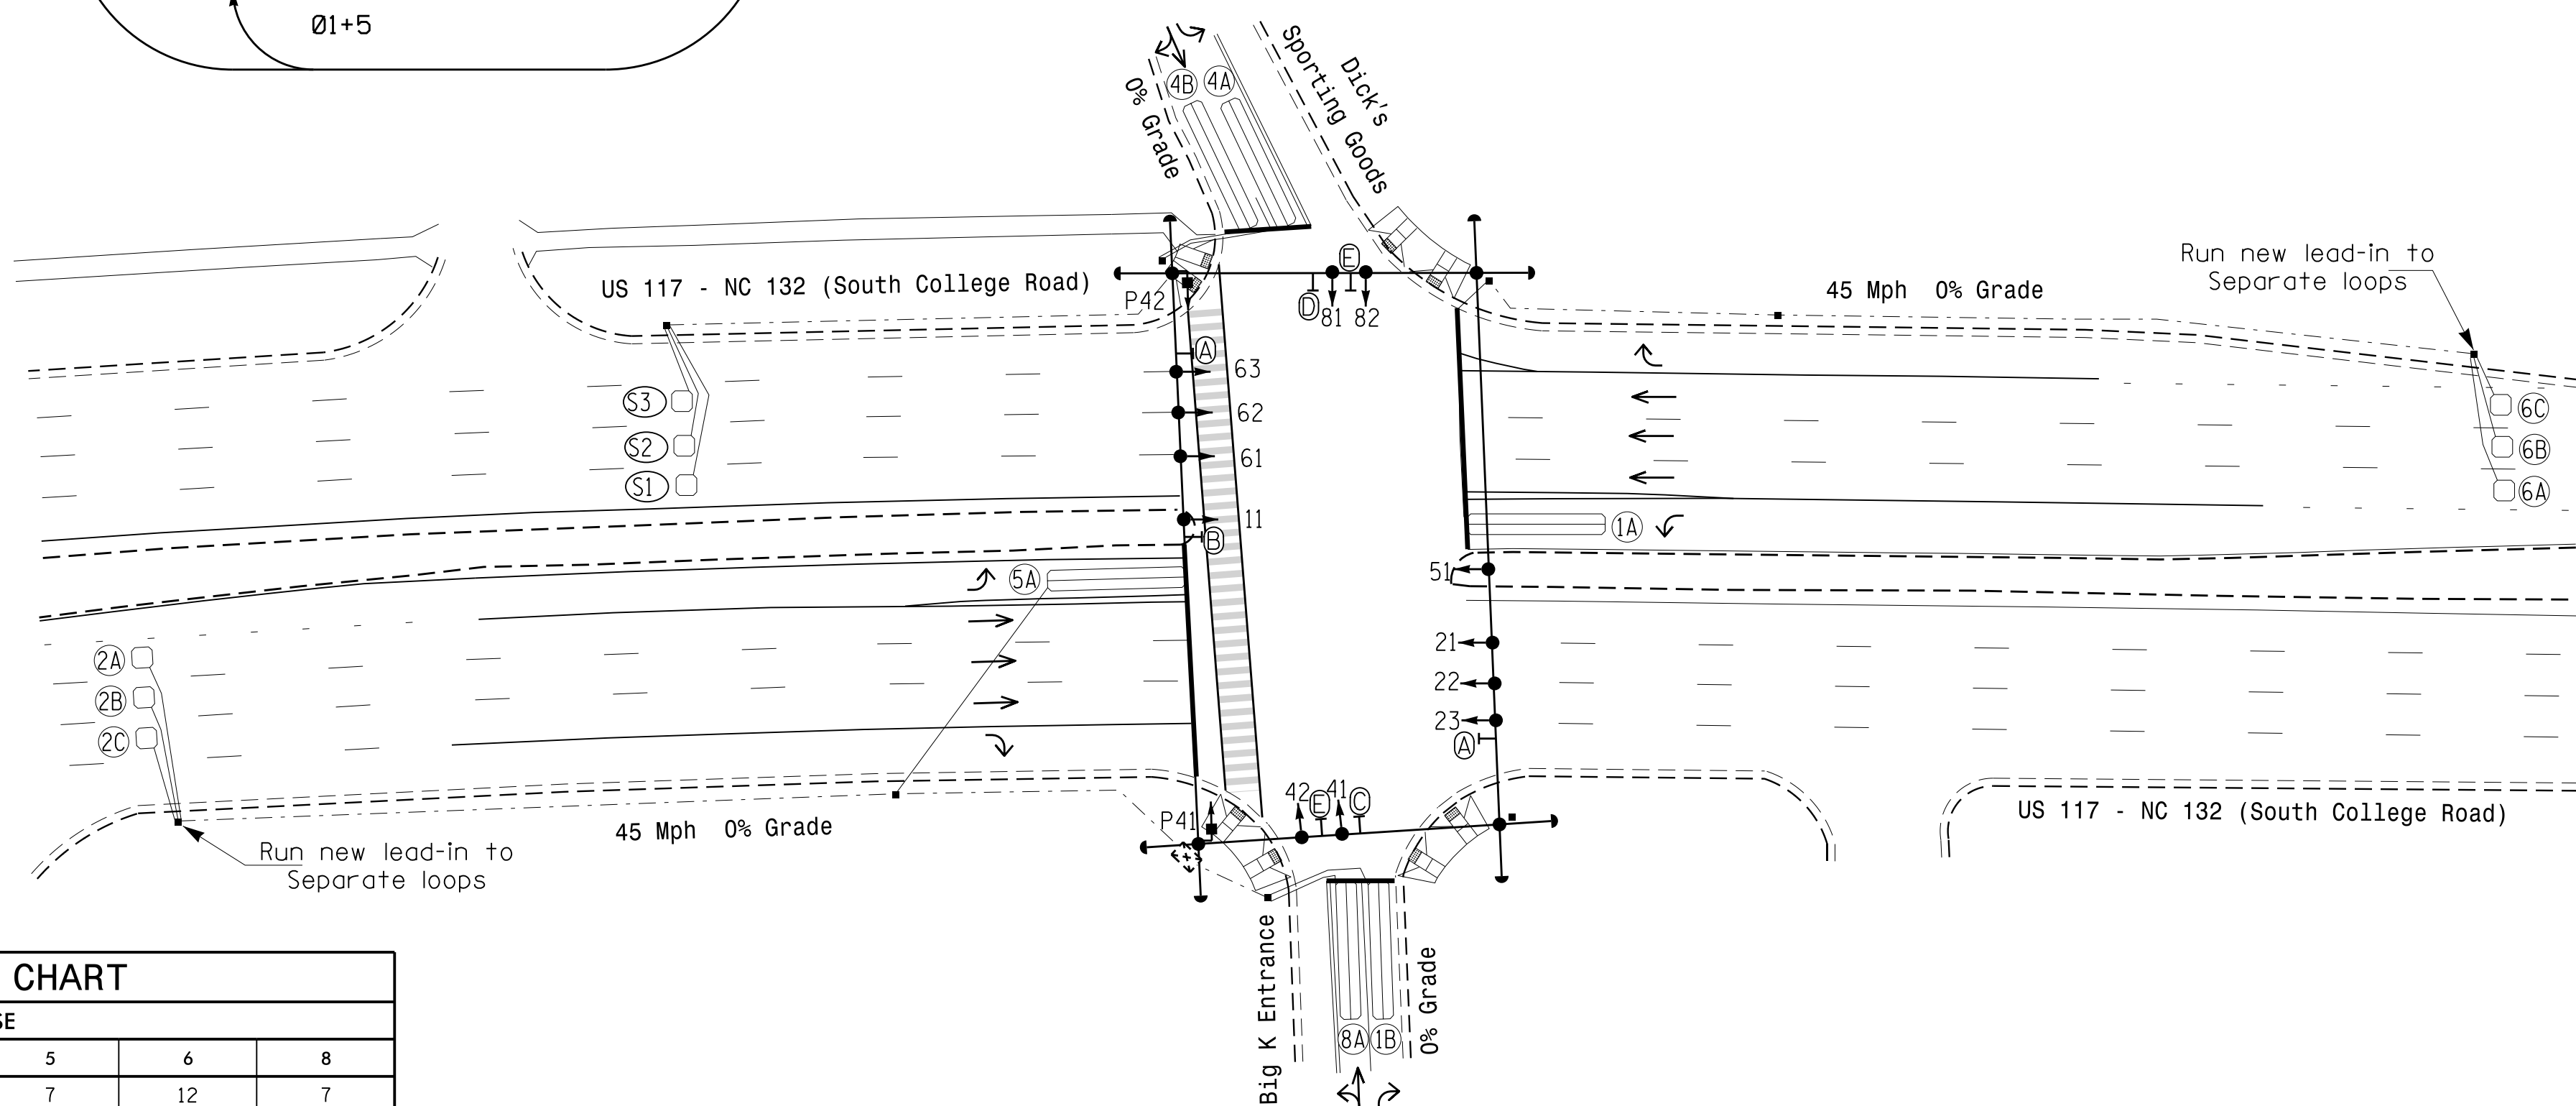 Ø1+5
4B
4A
0% Grade
Dick's
Sporting Goods
US 117 - NC 132 (South College Road)
P42
E
D
81
82
45 Mph 0% Grade
Run new lead-in to
Separate loops
A
63
62
61
11
B
S3
S2
S1
6C
6B
6A
1A
5A
51
2A
2B
2C
21
22
23
A
Run new lead-in to
Separate loops
45 Mph 0% Grade
P41
42
E
41
C
US 117 - NC 132 (South College Road)
Big K Entrance
8A
1B
0% Grade
CHART
SE
5 6 8
7 12 7